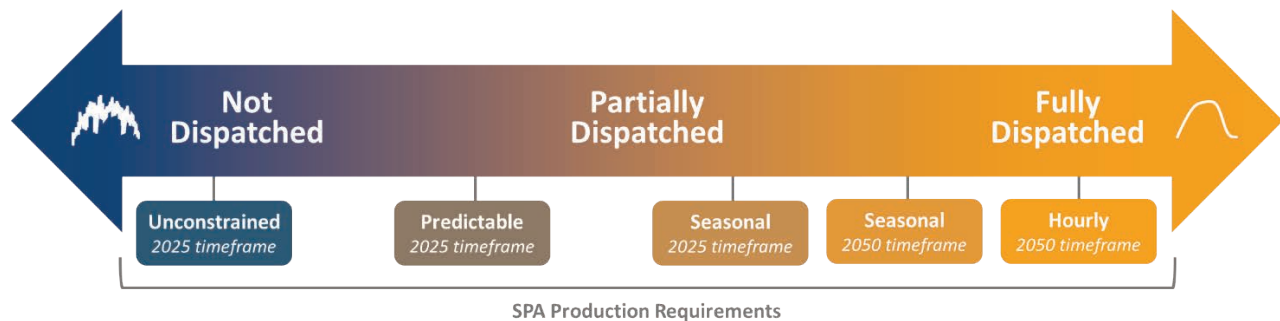 Not
Dispatched
Partially
Dispatched
Fully
Dispatched
Unconstrained
2025 timeframe
Predictable
2025 timeframe
Seasonal
2025 timeframe
Seasonal
2050 timeframe
Hourly
2050 timeframe
SPA Production Requirements